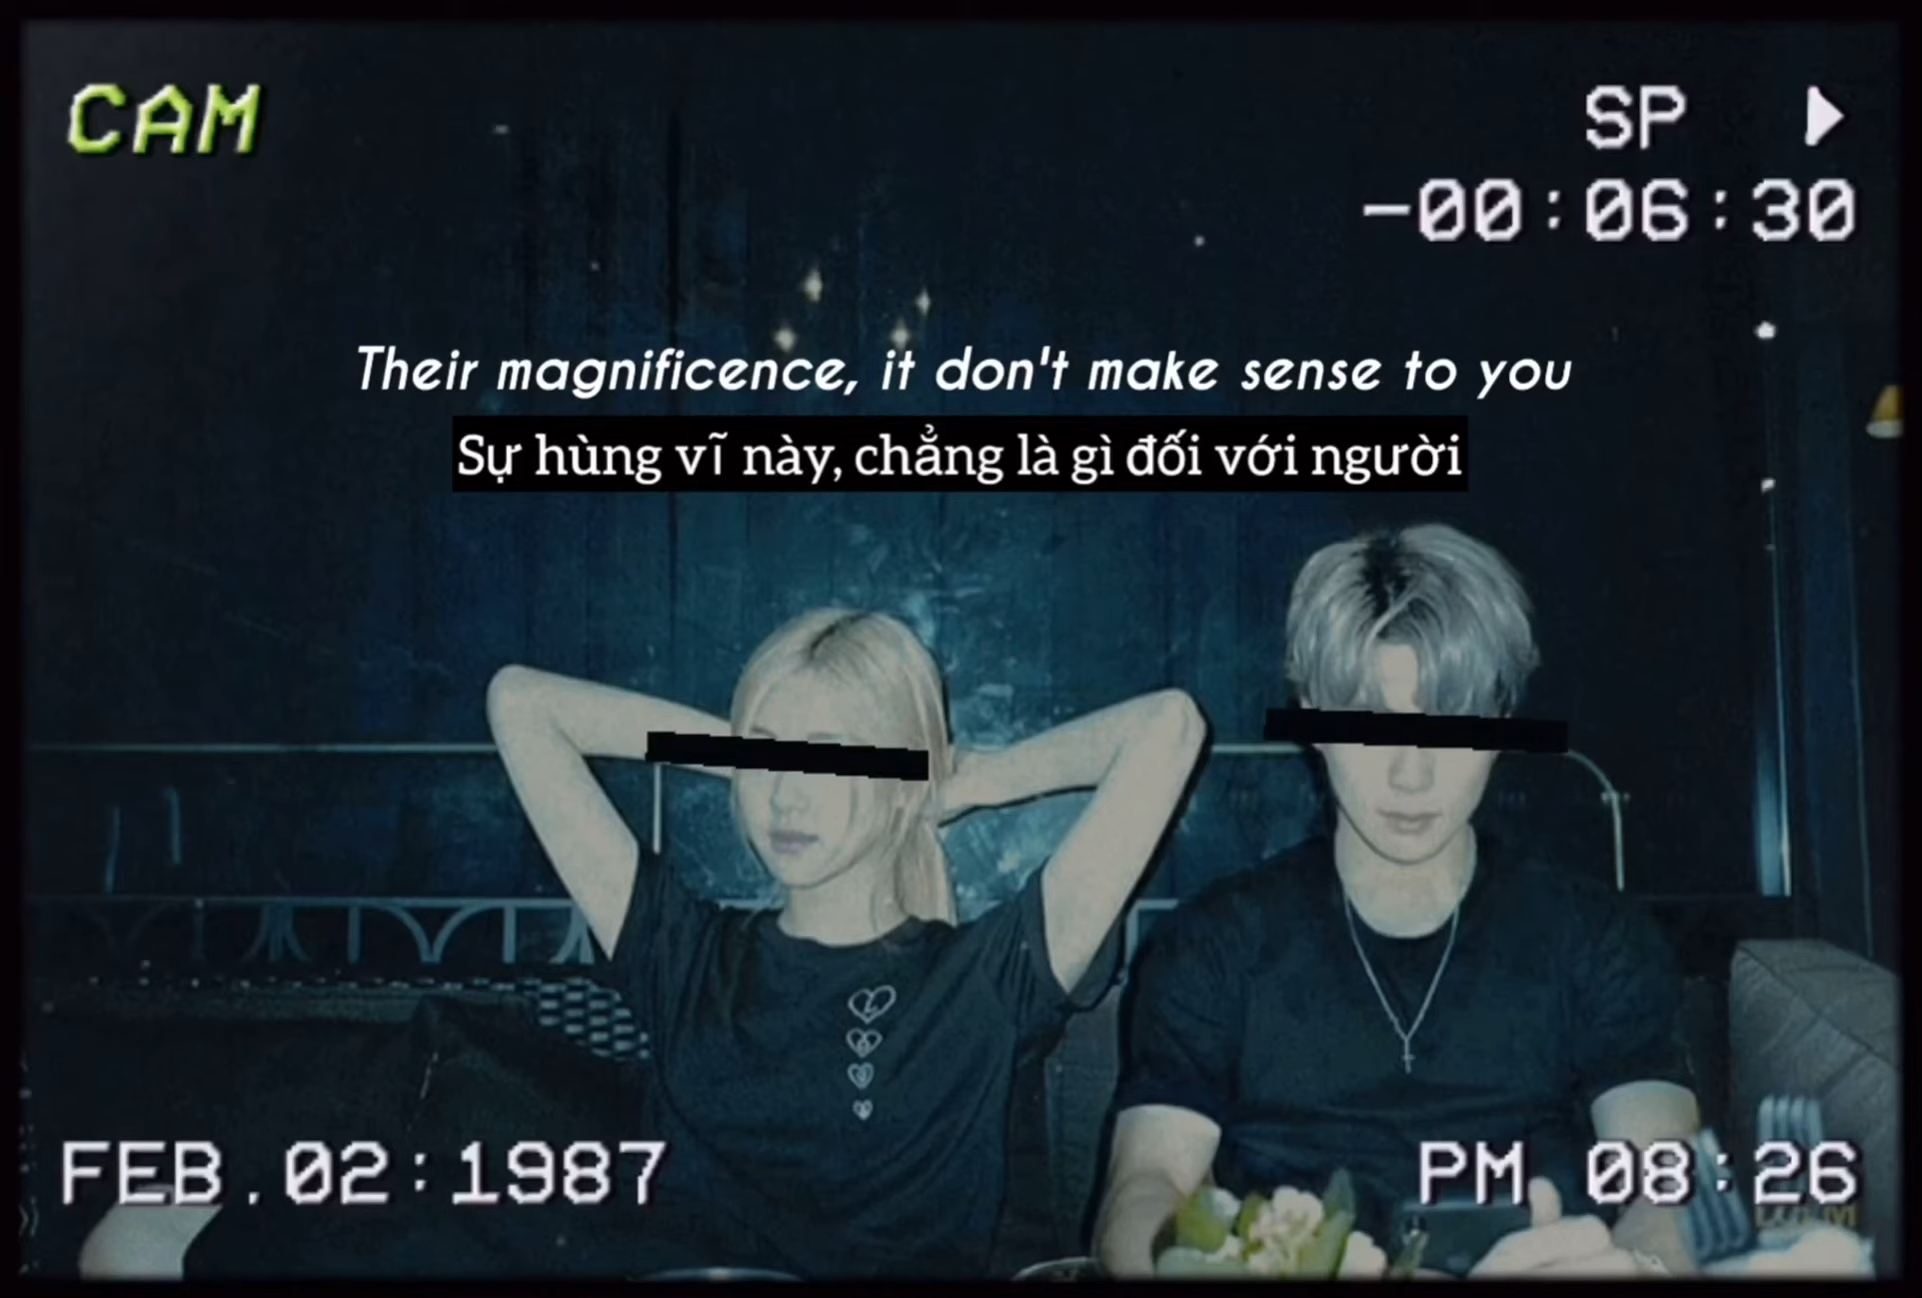 CAM
SP
-00:06:30
Their magnificence, it don't make sense to you
Sự hùng vĩ này, chẳng là gì đối với người
FEB.02:1987
PM 08:26